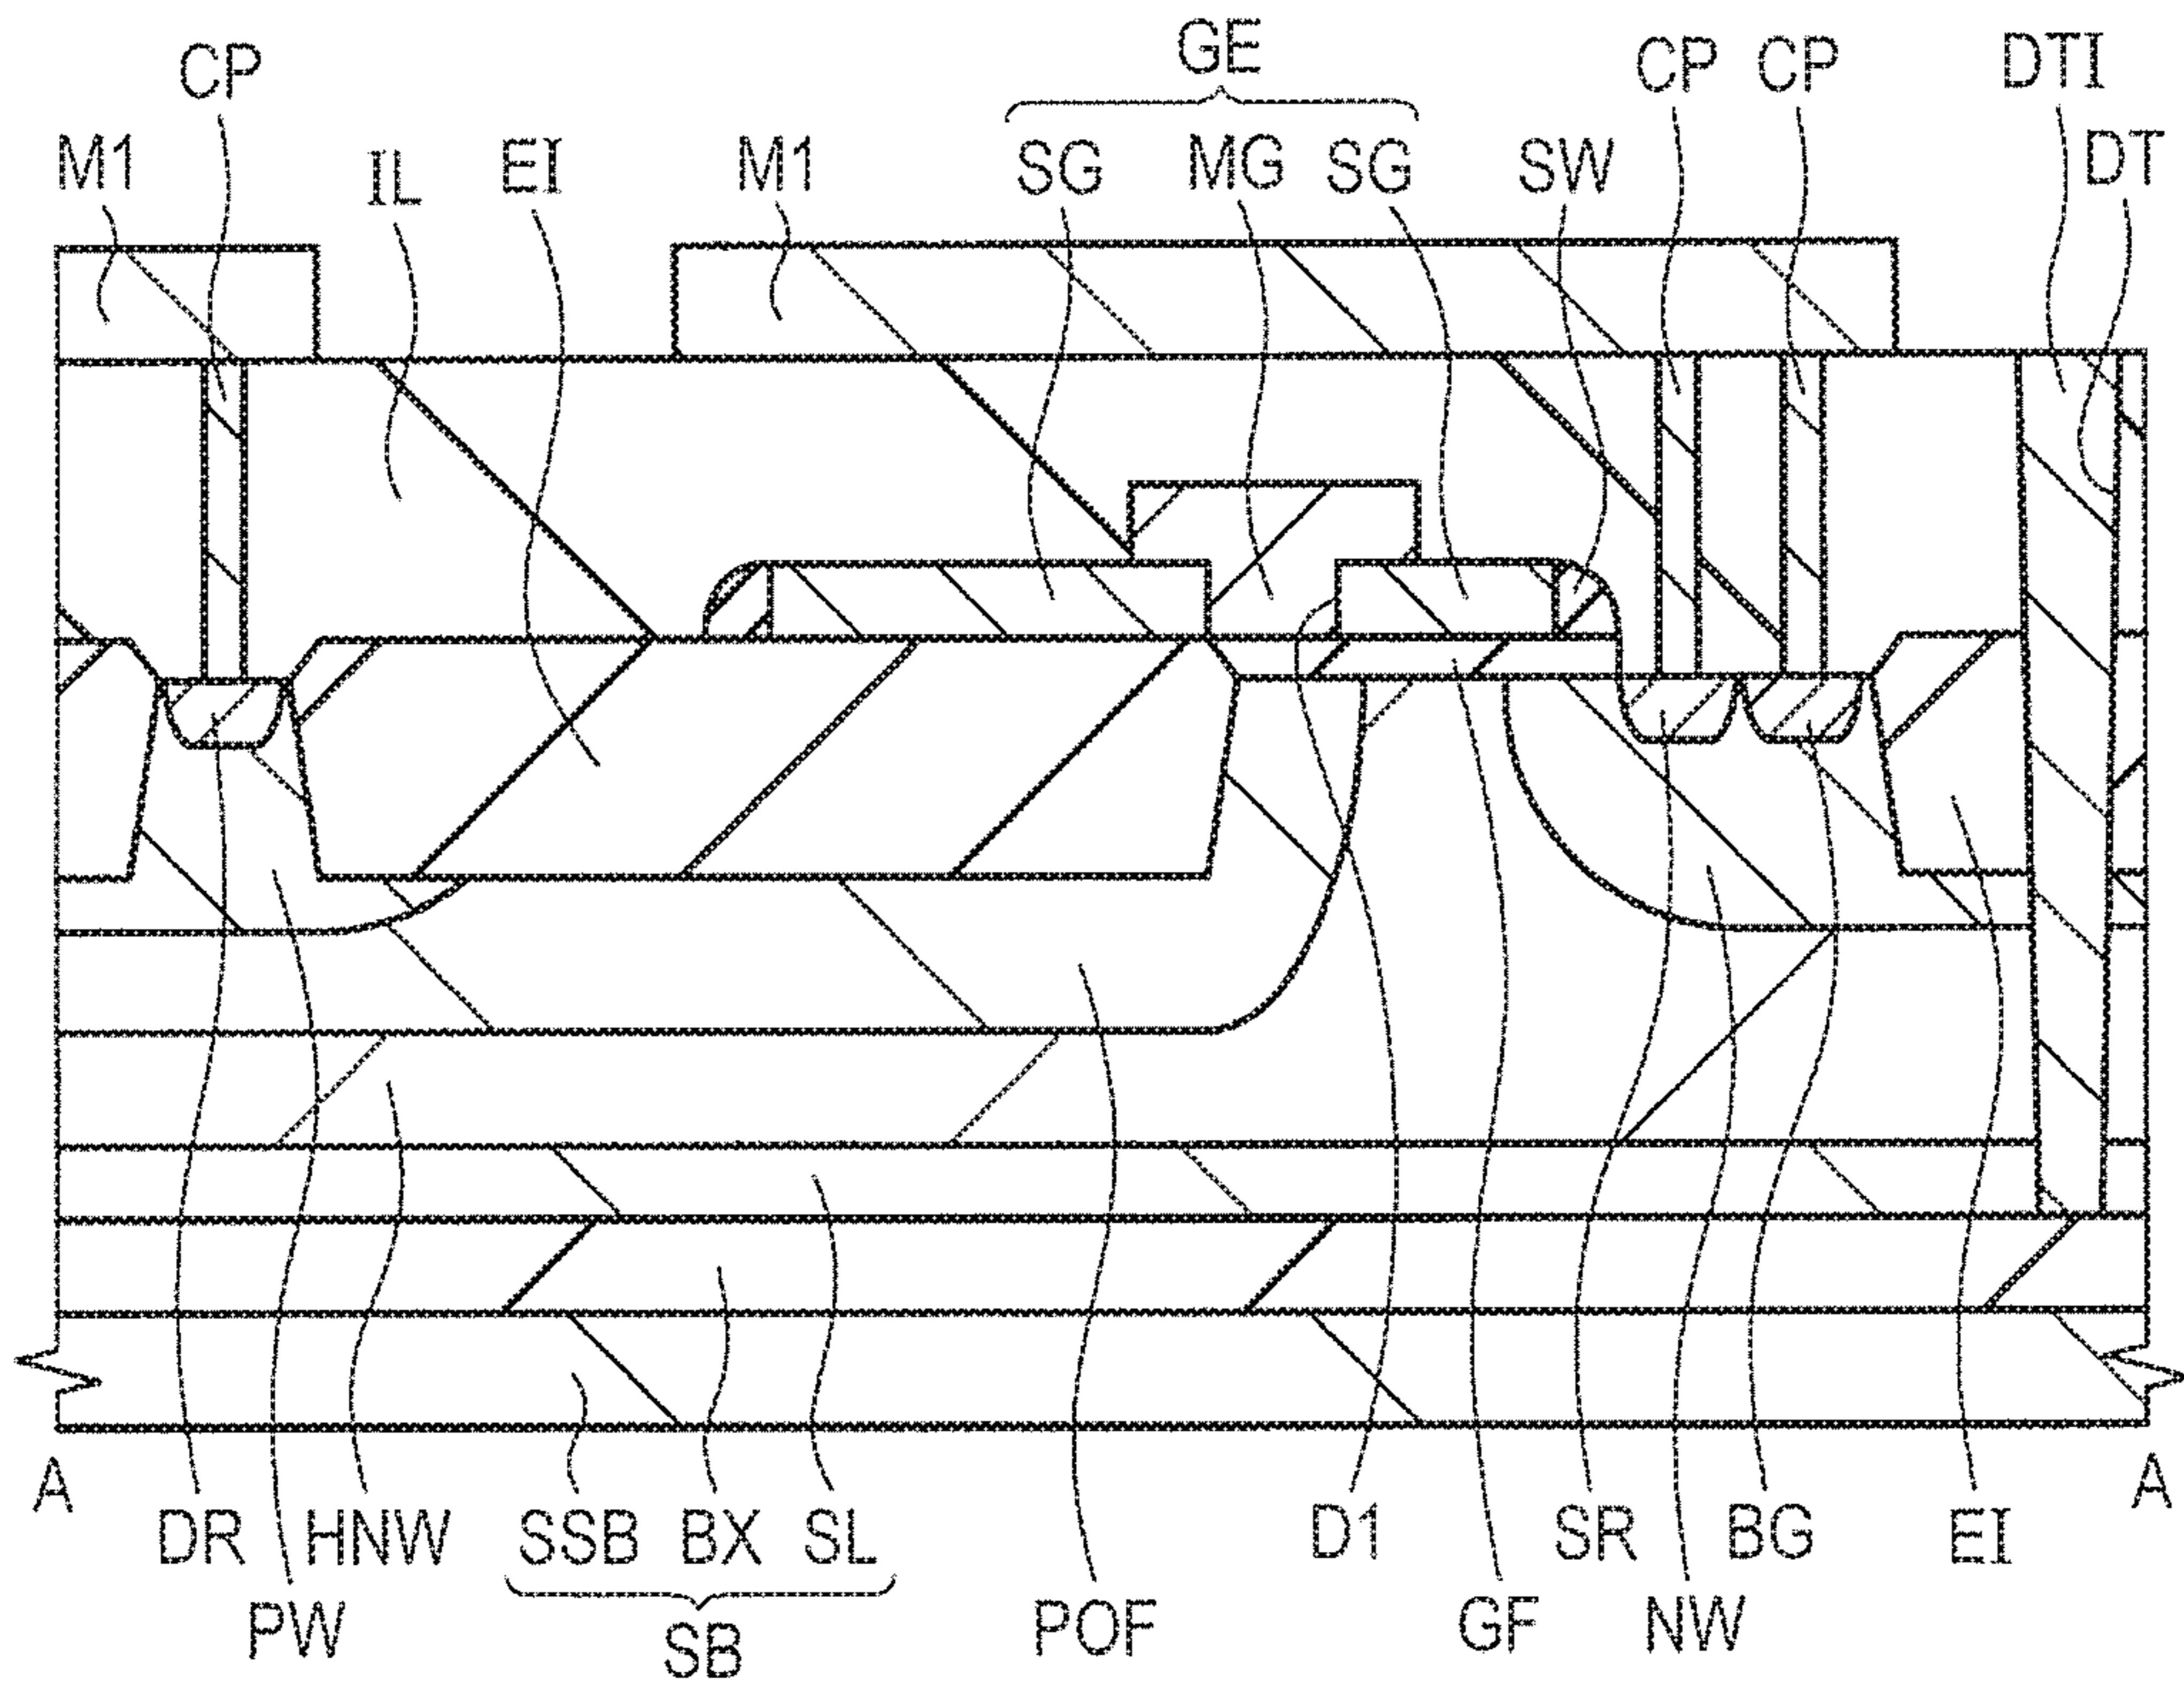 GE
CP CP CP DTI
M1 IL EI M1 SG MG SG SW DT
A A
DR HNW SSB BX SL D1 SR BG EI
PW SB POF GF NW